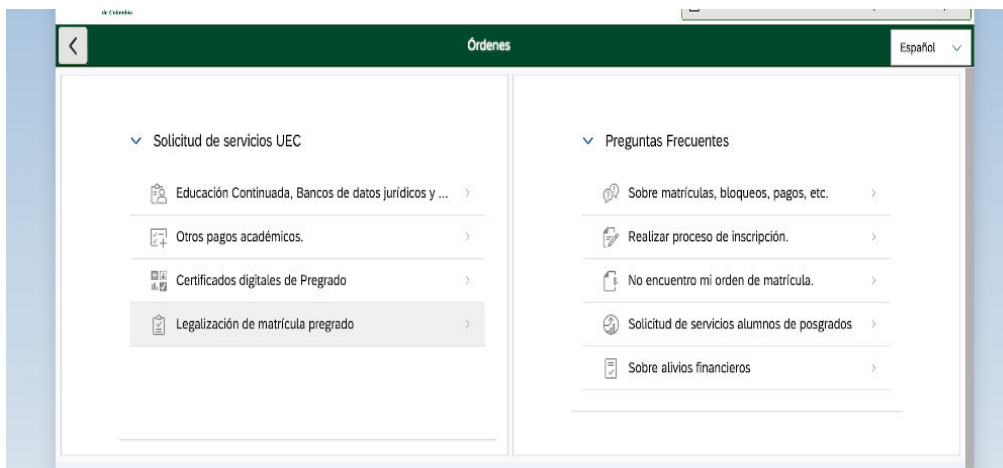 de Colombia
Órdenes
Español
Solicitud de servicios UEC
Educación Continuada, Bancos de datos jurídicos y ...
Otros pagos académicos.
Certificados digitales de Pregrado
Legalización de matrícula pregrado
Preguntas Frecuentes
Sobre matrículas, bloqueos, pagos, etc.
Realizar proceso de inscripción.
No encuentro mi orden de matrícula.
Solicitud de servicios alumnos de posgrados
Sobre alivios financieros